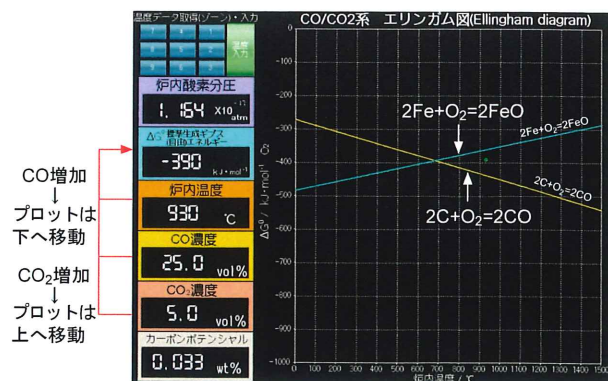 温度データ取得(ゾーン)・入力
温度
入力
炉内酸素分圧
1.164 X10
atm
ΔG⁰標準生成ギブス
(自由)エネルギー
-390
kJ・mol⁻¹
炉内温度
930 ℃
CO濃度
25.0 vol%
CO₂濃度
5.0 vol%
カーボンポテンシャル
0.033 wt%
CO増加
↓
プロットは
下へ移動
CO₂増加
↓
プロットは
上へ移動
CO/CO2系 エリンガム図(Ellingham diagram)
ΔG⁰ / kJ・mol⁻¹ O₂
0
-100
-200
-300
-400
-500
-600
-700
-800
-900
-1000
2Fe+O₂=2FeO
2Fe+O₂=2FeO
2C+O₂=2CO
2C+O₂=2CO
0 100 200 300 400 500 600 700 800 900 1000 1100 1200 1300 1400 1500
炉内温度 / ℃